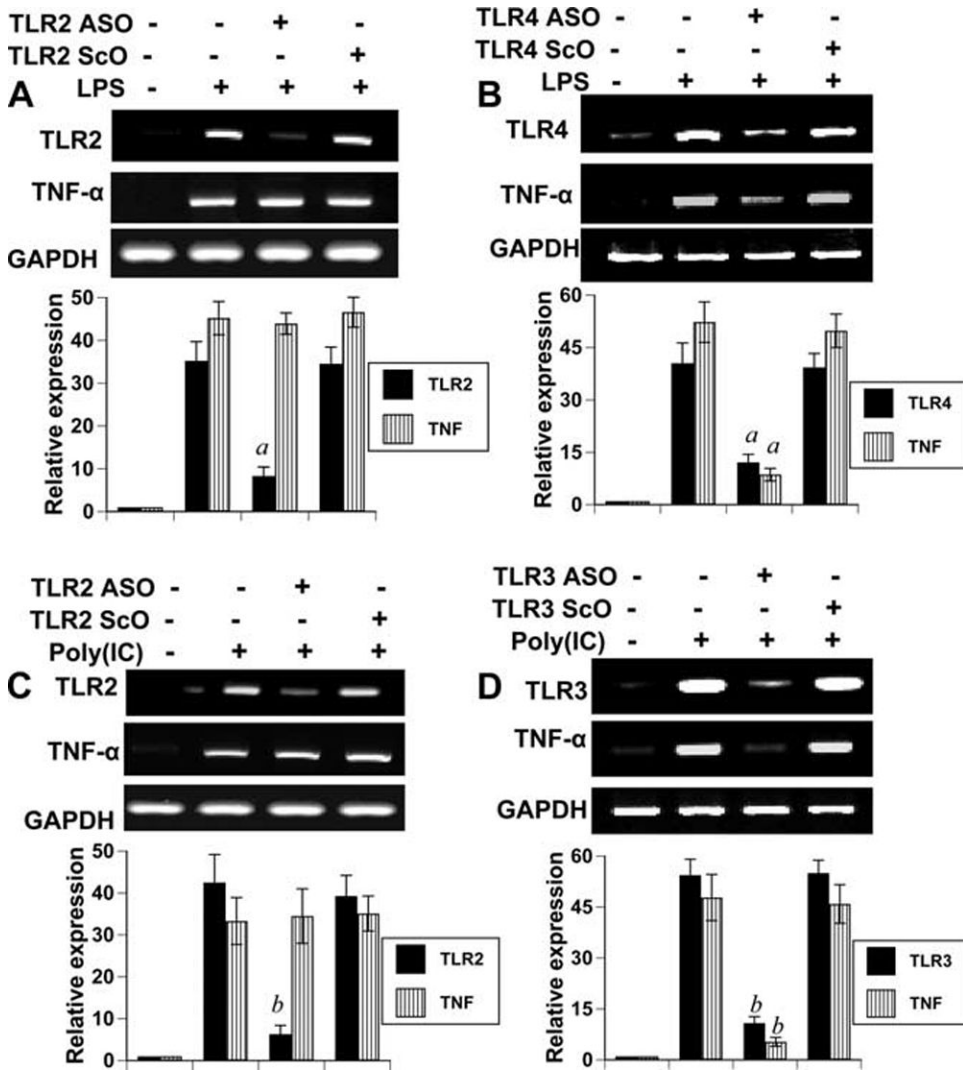 TLR2 ASO - - + -
TLR2 ScO - - - +
LPS - + + +
A
TLR2
TNF-α
GAPDH
Relative expression
50
40
30
20
10
0
a
TLR2
TNF
TLR4 ASO - - + -
TLR4 ScO - - - +
LPS - + + +
B
TLR4
TNF-α
GAPDH
Relative expression
60
45
30
15
0
a a
TLR4
TNF
TLR2 ASO - - + -
TLR2 ScO - - - +
Poly(IC) - + + +
C
TLR2
TNF-α
GAPDH
Relative expression
50
40
30
20
10
0
b
TLR2
TNF
TLR3 ASO - - + -
TLR3 ScO - - - +
Poly(IC) - + + +
D
TLR3
TNF-α
GAPDH
Relative expression
60
45
30
15
0
b b
TLR3
TNF